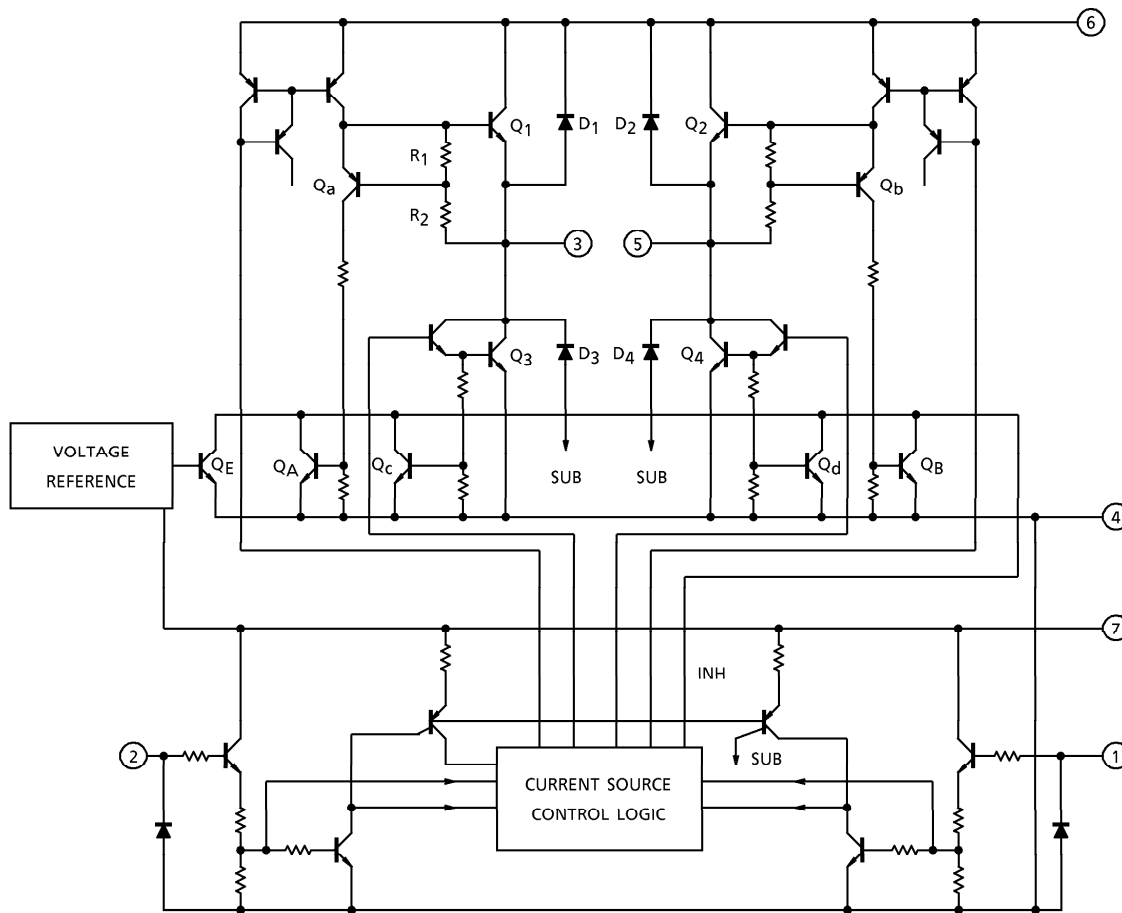 6
Q1
D1
D2
Q2
R1
Qa
Qb
R2
3
5
Q3
D3
D4
Q4
VOLTAGE
REFERENCE
QE
QA
Qc
SUB
SUB
Qd
QB
4
7
INH
2
SUB
1
CURRENT SOURCE
CONTROL LOGIC